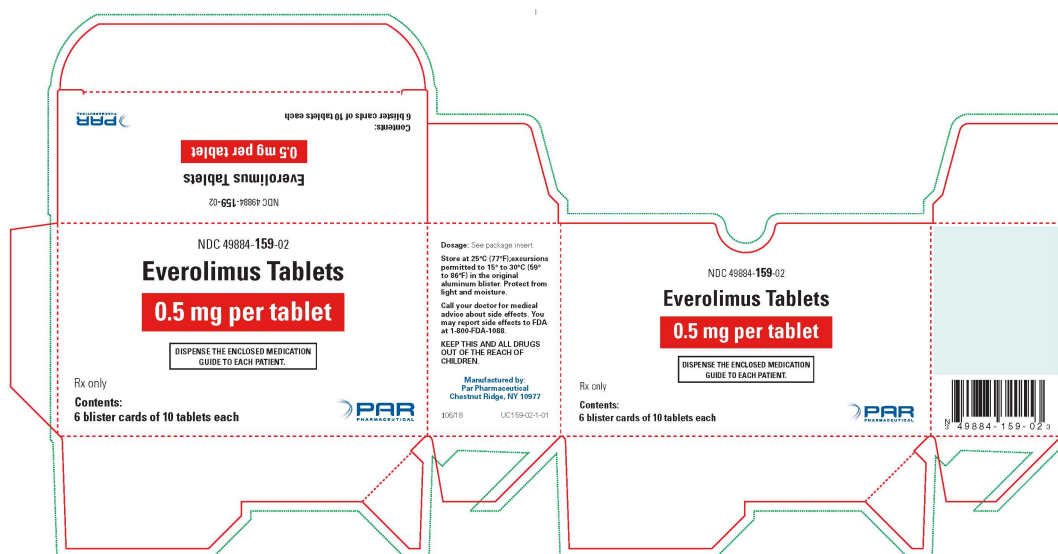 PAR
PHARMACEUTICAL
Contents:
6 blister cards of 10 tablets each
0.5 mg per tablet
Everolimus Tablets
NDC 49884-159-02
NDC 49884-159-02
Everolimus Tablets
0.5 mg per tablet
DISPENSE THE ENCLOSED MEDICATION
GUIDE TO EACH PATIENT.
Rx only
Contents:
6 blister cards of 10 tablets each
PAR
PHARMACEUTICAL
Dosage: See package insert.
Store at 25°C (77°F);excursions
permitted to 15° to 30°C (59°
to 86°F) in the original
aluminum blister. Protect from
light and moisture.
Call your doctor for medical
advice about side effects. You
may report side effects to FDA
at 1-800-FDA-1088.
KEEP THIS AND ALL DRUGS
OUT OF THE REACH OF
CHILDREN.
Manufactured by:
Par Pharmaceutical
Chestnut Ridge, NY 10977
I06/18 UC159-02-1-01
NDC 49884-159-02
Everolimus Tablets
0.5 mg per tablet
DISPENSE THE ENCLOSED MEDICATION
GUIDE TO EACH PATIENT.
Rx only
Contents:
6 blister cards of 10 tablets each
PAR
PHARMACEUTICAL
N
3 49884-159-02 3